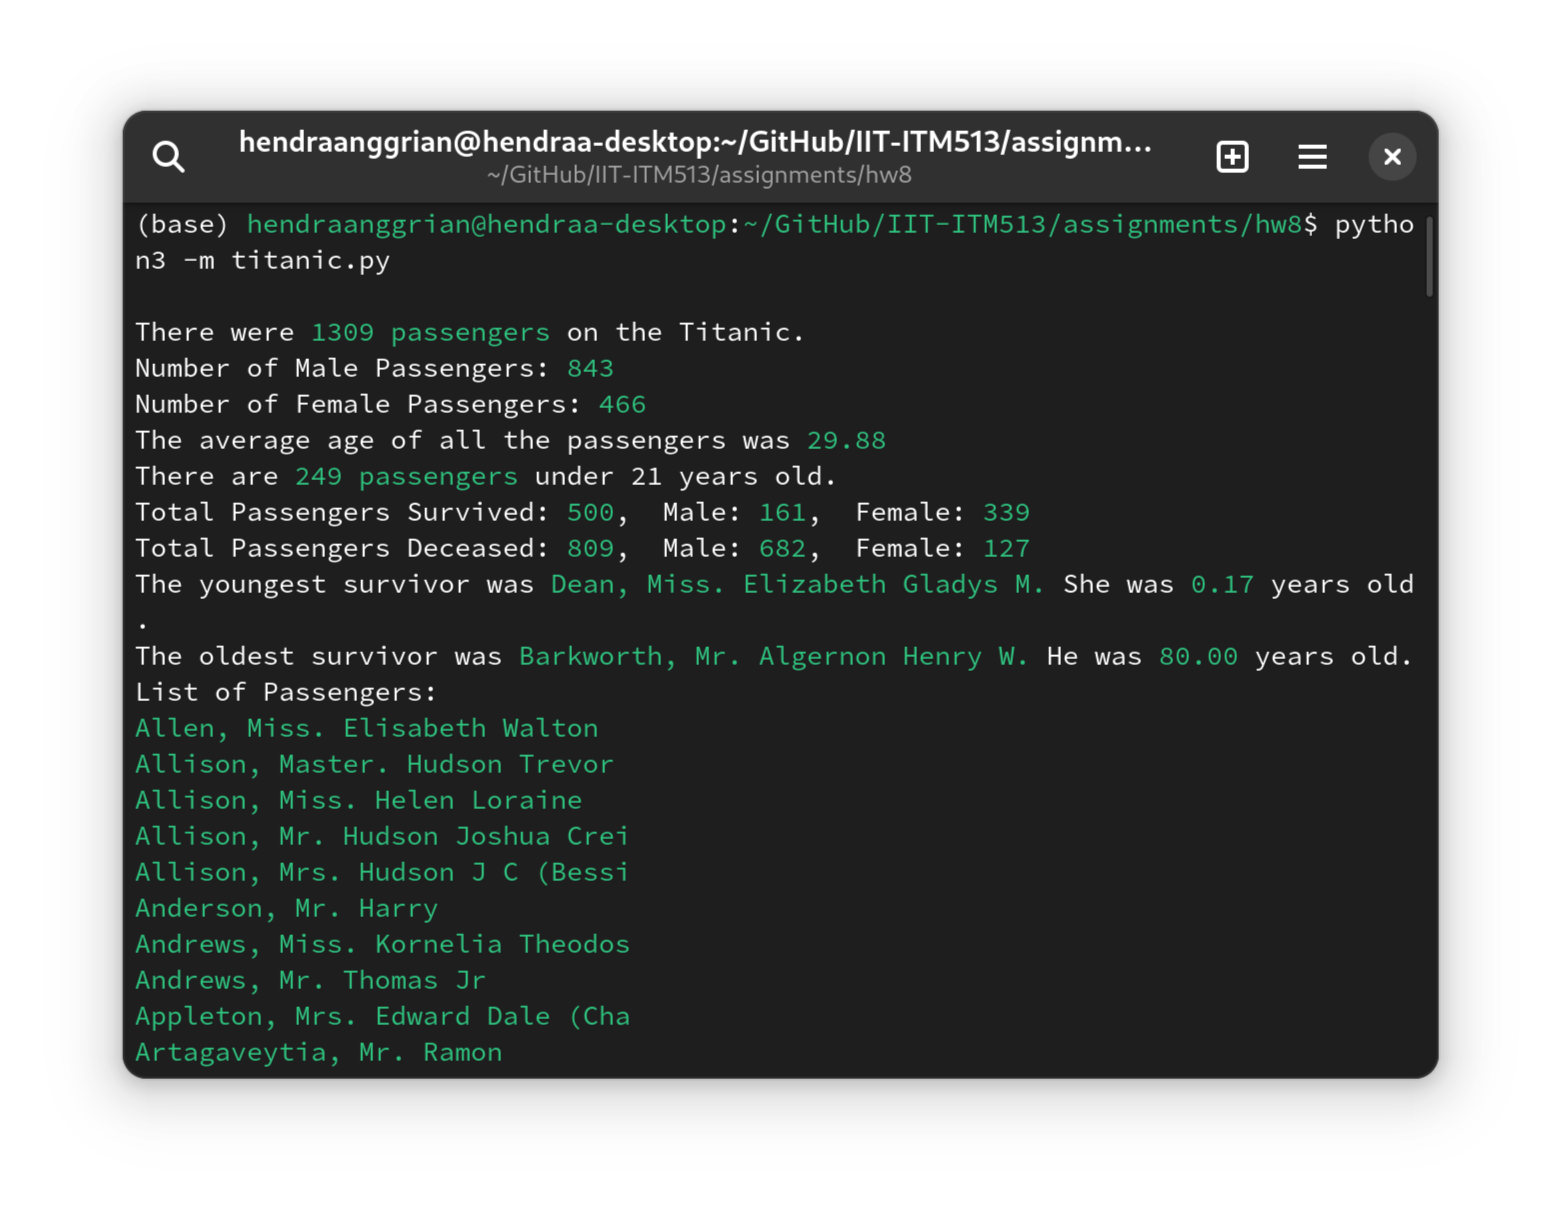 hendraanggrian@hendraa-desktop:~/GitHub/IIT-ITM513/assignm...
~/GitHub/IIT-ITM513/assignments/hw8
(base) hendraanggrian@hendraa-desktop:~/GitHub/IIT-ITM513/assignments/hw8$ pytho
n3 -m titanic.py
There were 1309 passengers on the Titanic.
Number of Male Passengers: 843
Number of Female Passengers: 466
The average age of all the passengers was 29.88
There are 249 passengers under 21 years old.
Total Passengers Survived: 500,  Male: 161,  Female: 339
Total Passengers Deceased: 809,  Male: 682,  Female: 127
The youngest survivor was Dean, Miss. Elizabeth Gladys M. She was 0.17 years old
.
The oldest survivor was Barkworth, Mr. Algernon Henry W. He was 80.00 years old.
List of Passengers:
Allen, Miss. Elisabeth Walton
Allison, Master. Hudson Trevor
Allison, Miss. Helen Loraine
Allison, Mr. Hudson Joshua Crei
Allison, Mrs. Hudson J C (Bessi
Anderson, Mr. Harry
Andrews, Miss. Kornelia Theodos
Andrews, Mr. Thomas Jr
Appleton, Mrs. Edward Dale (Cha
Artagaveytia, Mr. Ramon